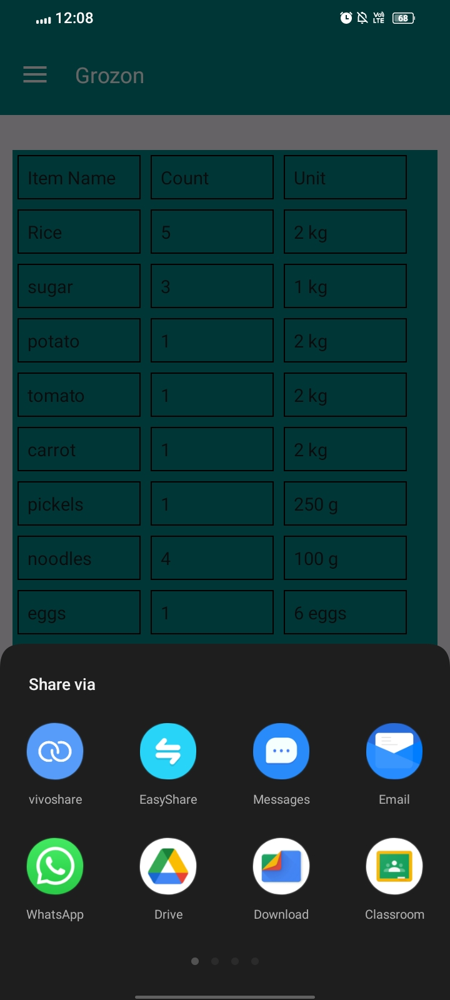 12:08 Vo) LTE 68
Grozon
Item Name Count Unit
Rice 5 2 kg
sugar 3 1 kg
potato 1 2 kg
tomato 1 2 kg
carrot 1 2 kg
pickels 1 250 g
noodles 4 100 g
eggs 1 6 eggs
Share via
vivoshare EasyShare Messages Email
WhatsApp Drive Download Classroom